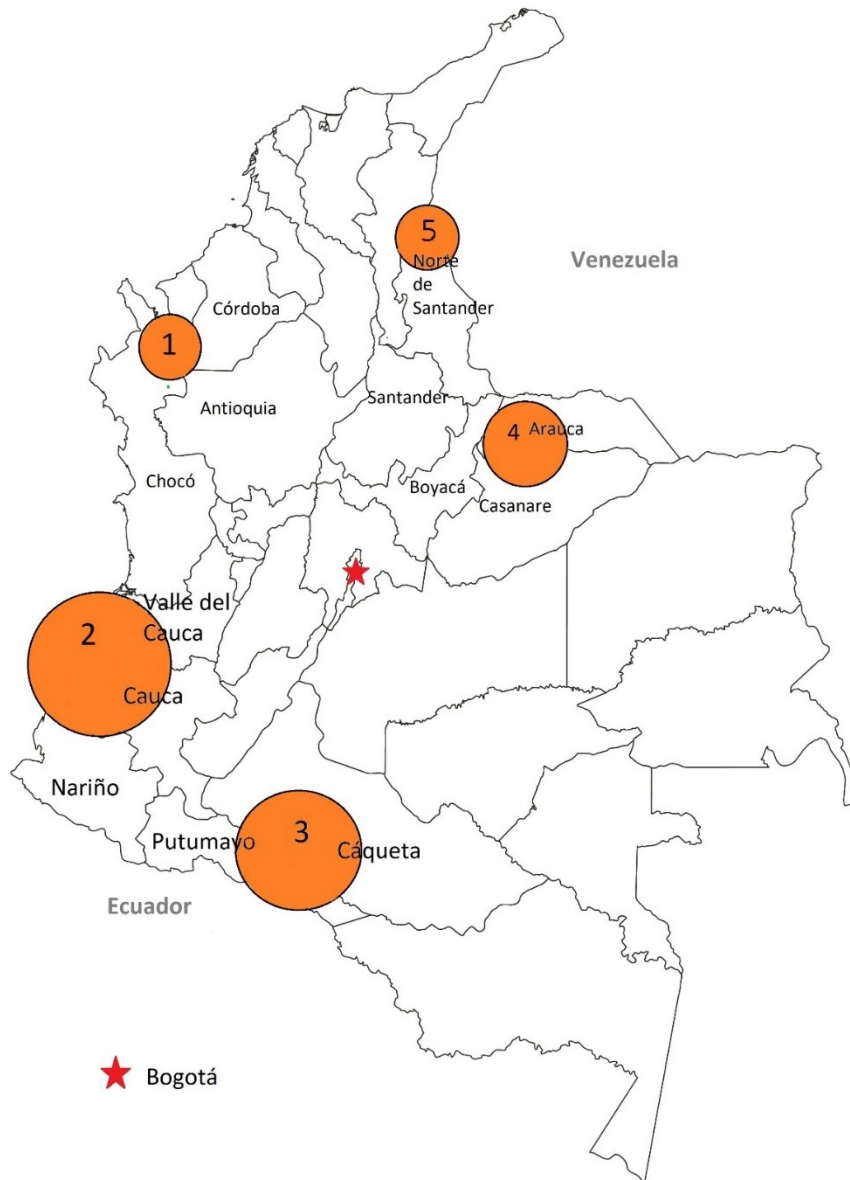 5
Norte
de
Santander
Venezuela
Córdoba
1
Antioquia
Santander
4
Arauca
Chocó
Boyacá
Casanare
Valle del
Cauca
2
Cauca
Nariño
3
Putumayo
Cáqueta
Ecuador
Bogotá